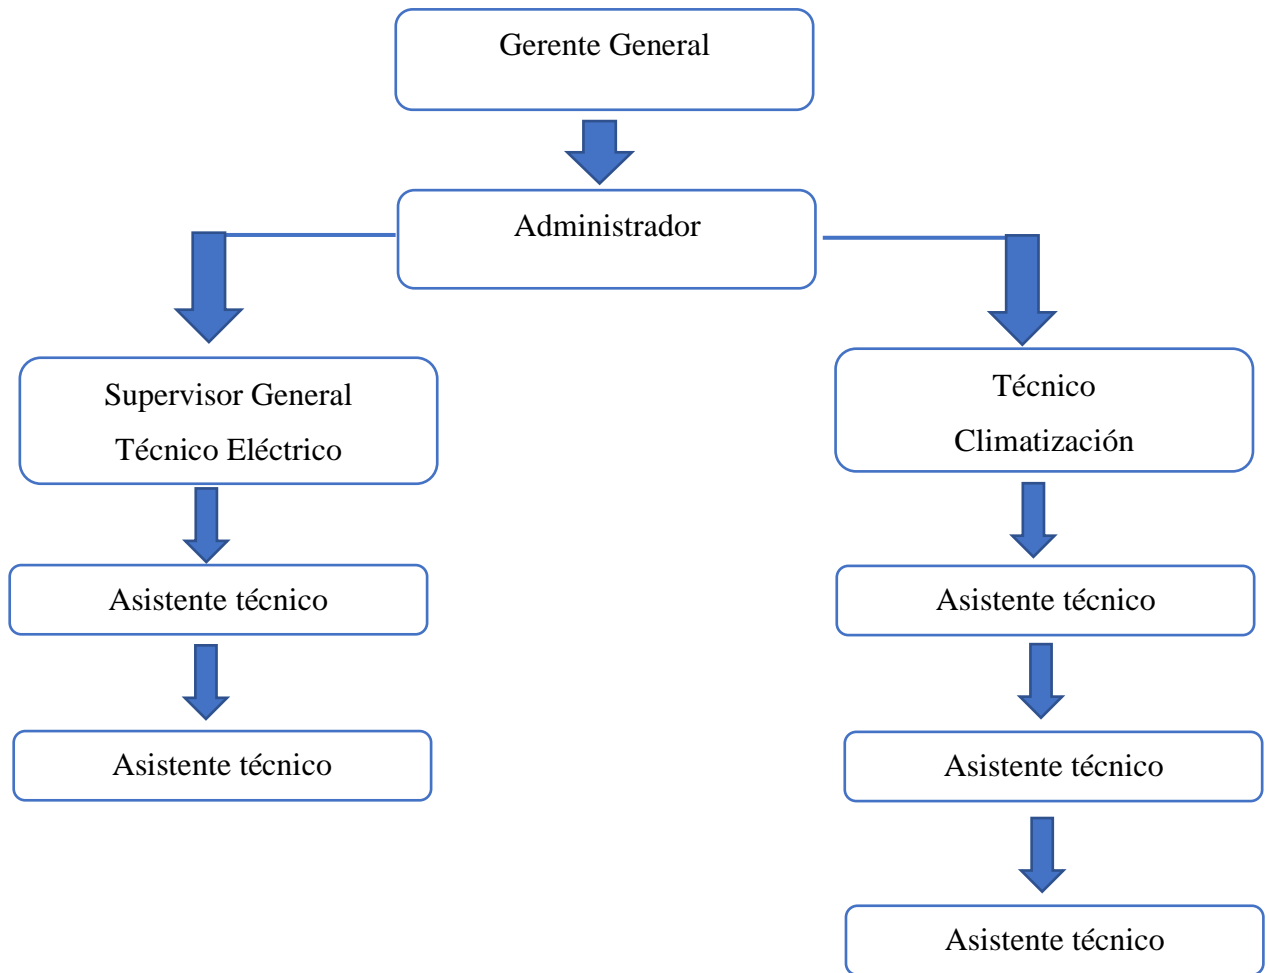 Gerente General
Administrador
Supervisor General
Técnico Eléctrico
Técnico
Climatización
Asistente técnico
Asistente técnico
Asistente técnico
Asistente técnico
Asistente técnico